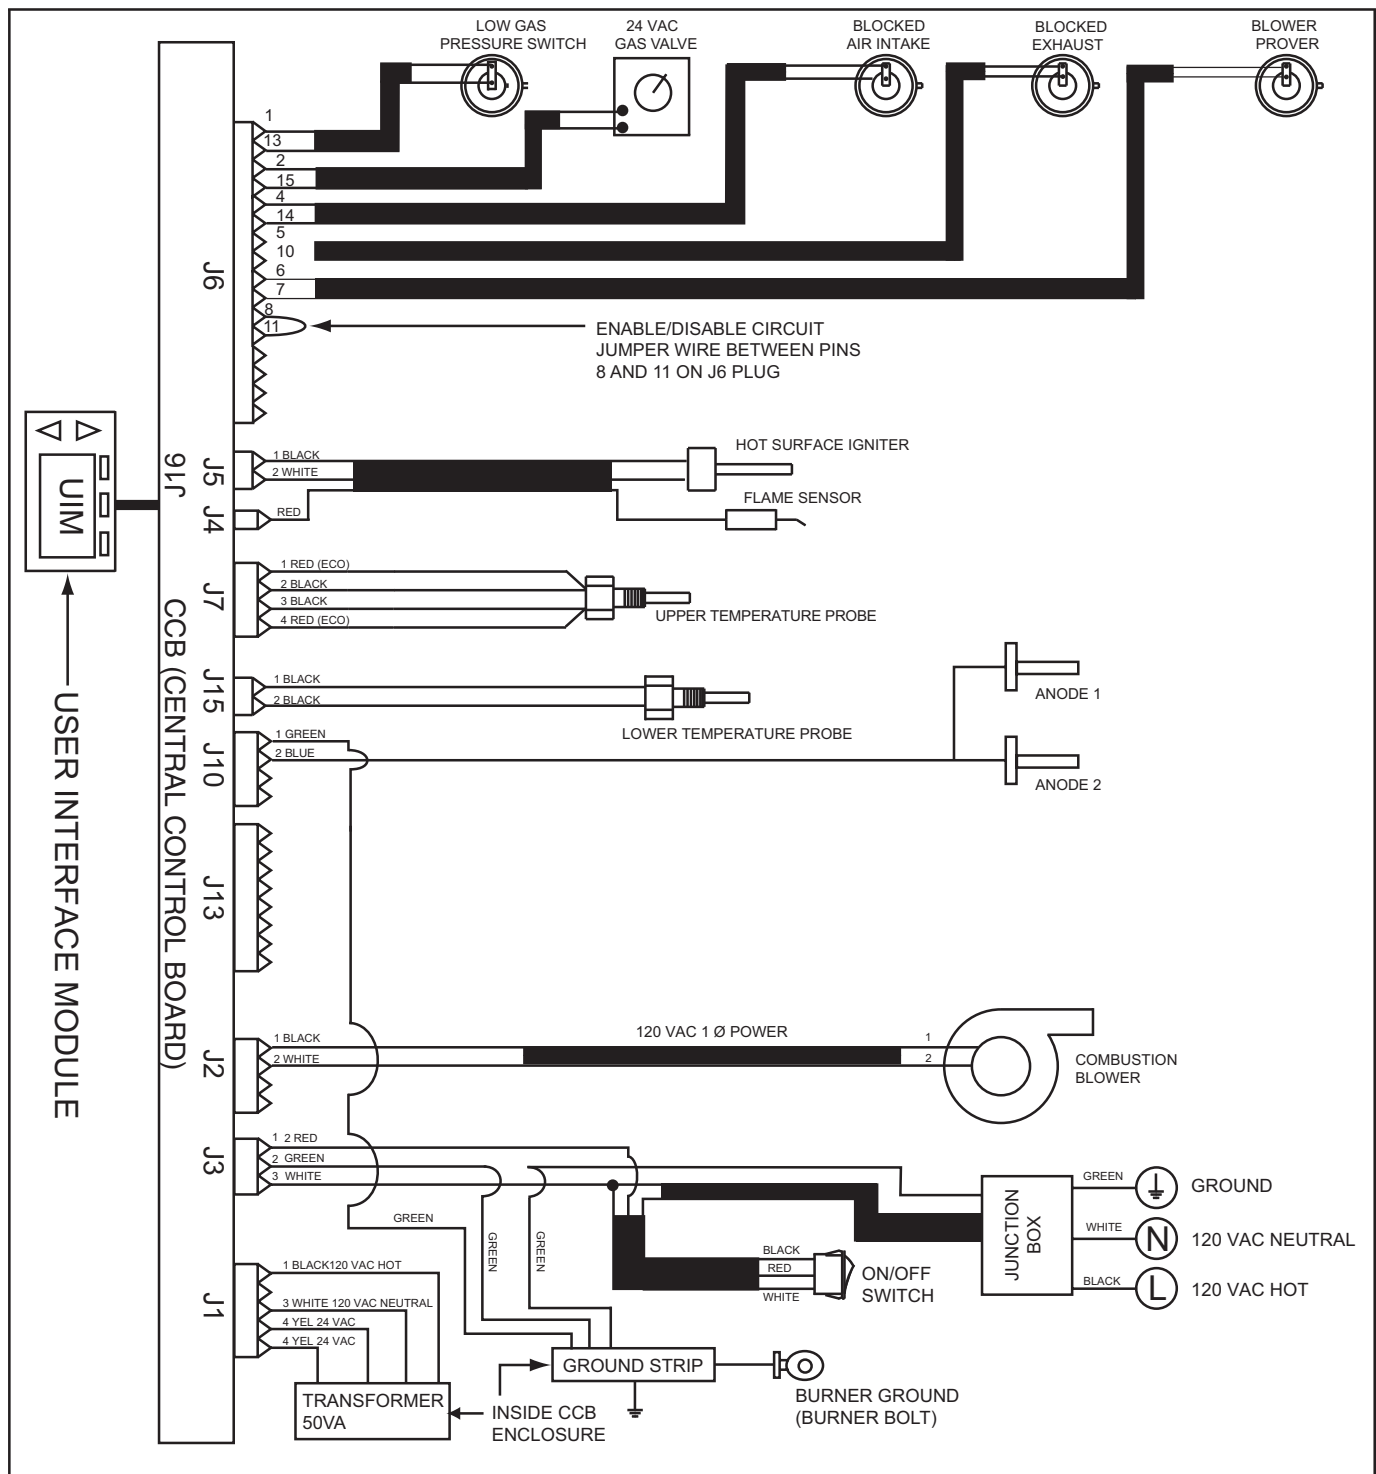 LOW GAS
PRESSURE SWITCH
24 VAC
GAS VALVE
BLOCKED
AIR INTAKE
BLOCKED
EXHAUST
BLOWER
PROVER
1
13
2
15
4
14
5
10
6
7
8
11
J6
ENABLE/DISABLE CIRCUIT
JUMPER WIRE BETWEEN PINS
8 AND 11 ON J6 PLUG
UIM
USER INTERFACE MODULE
J16
CCB (CENTRAL CONTROL BOARD)
J5
1 BLACK
2 WHITE
HOT SURFACE IGNITER
J4
RED
FLAME SENSOR
J7
1 RED (ECO)
2 BLACK
3 BLACK
4 RED (ECO)
UPPER TEMPERATURE PROBE
J15
1 BLACK
2 BLACK
LOWER TEMPERATURE PROBE
ANODE 1
J10
1 GREEN
2 BLUE
ANODE 2
J13
J2
1 BLACK
2 WHITE
120 VAC 1 Ø POWER
1
2
COMBUSTION
BLOWER
J3
1 2 RED
2 GREEN
3 WHITE
GREEN
GREEN
GREEN
BLACK
RED
WHITE
ON/OFF
SWITCH
JUNCTION
BOX
GREEN
GROUND
WHITE
N
120 VAC NEUTRAL
BLACK
L
120 VAC HOT
J1
1 BLACK120 VAC HOT
3 WHITE 120 VAC NEUTRAL
4 YEL 24 VAC
4 YEL 24 VAC
TRANSFORMER
50VA
INSIDE CCB
ENCLOSURE
GROUND STRIP
BURNER GROUND
(BURNER BOLT)